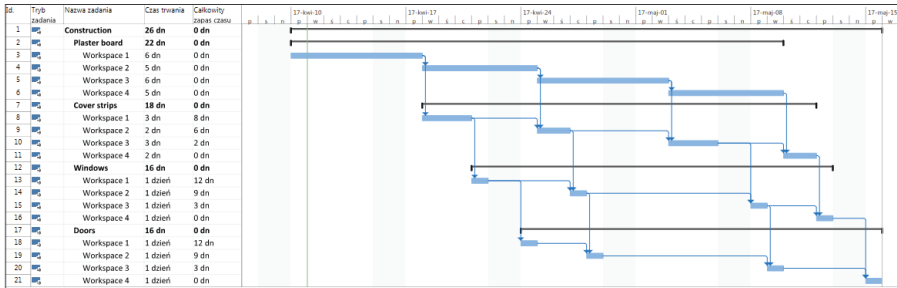 Id. Tryb zadania Nazwa zadania Czas trwania Całkowity zapas czasu
17-kwi-10 17-kwi-17 17-kwi-24 17-maj-01 17-maj-08 17-maj-15
p s n p w ś c p s n p w ś c p s n p w ś c p s n p w ś c p s n p w ś c p s n p w
1 Construction 26 dn 0 dn
2 Plaster board 22 dn 0 dn
3 Workspace 1 6 dn 0 dn
4 Workspace 2 5 dn 0 dn
5 Workspace 3 6 dn 0 dn
6 Workspace 4 5 dn 0 dn
7 Cover strips 18 dn 0 dn
8 Workspace 1 3 dn 8 dn
9 Workspace 2 2 dn 6 dn
10 Workspace 3 3 dn 2 dn
11 Workspace 4 2 dn 0 dn
12 Windows 16 dn 0 dn
13 Workspace 1 1 dzień 12 dn
14 Workspace 2 1 dzień 9 dn
15 Workspace 3 1 dzień 3 dn
16 Workspace 4 1 dzień 0 dn
17 Doors 16 dn 0 dn
18 Workspace 1 1 dzień 12 dn
19 Workspace 2 1 dzień 9 dn
20 Workspace 3 1 dzień 3 dn
21 Workspace 4 1 dzień 0 dn